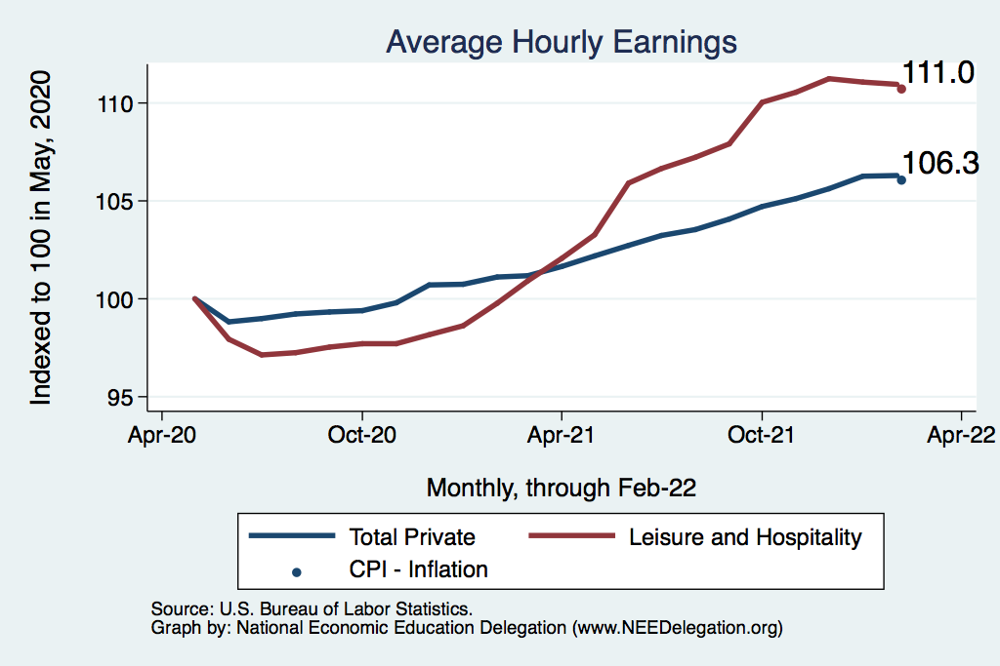 Average Hourly Earnings
111.0
106.3
Indexed to 100 in May, 2020
110
105
100
95
Apr-20 Oct-20 Apr-21 Oct-21 Apr-22
Monthly, through Feb-22
Total Private Leisure and Hospitality
CPI - Inflation
Source: U.S. Bureau of Labor Statistics.
Graph by: National Economic Education Delegation (www.NEEDelegation.org)